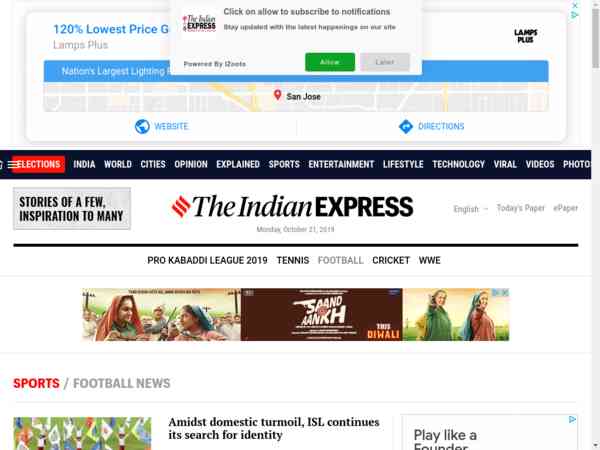 120% Lowest Price G
Lamps Plus
LAMPS
PLUS
Nation's Largest Lighting R
San Jose
WEBSITE
DIRECTIONS
The Indian
EXPRESS
Click on allow to subscribe to notifications
Stay updated with the latest happenings on our site
Powered By iZooto
Allow
Later
ELECTIONS INDIA WORLD CITIES OPINION EXPLAINED SPORTS ENTERTAINMENT LIFESTYLE TECHNOLOGY VIRAL VIDEOS PHOTOS
STORIES OF A FEW,
INSPIRATION TO MANY
The Indian EXPRESS
Monday, October 21, 2019
English
Today's Paper
ePaper
PRO KABADDI LEAGUE 2019 TENNIS FOOTBALL CRICKET WWE
SAAND
KI
AANKH
THIS
DIWALI
SPORTS / FOOTBALL NEWS
Amidst domestic turmoil, ISL continues
its search for identity
Play like a
Founder